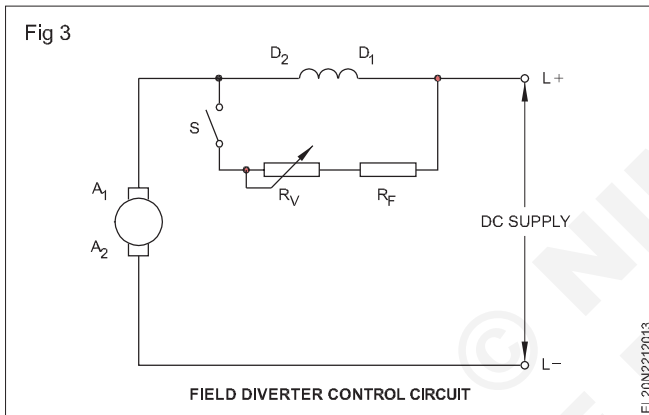 Fig 3
D2 D1
L+
S
RV RF
A1
A2
DC SUPPLY
L−
FIELD DIVERTER CONTROL CIRCUIT
EL20N2212013